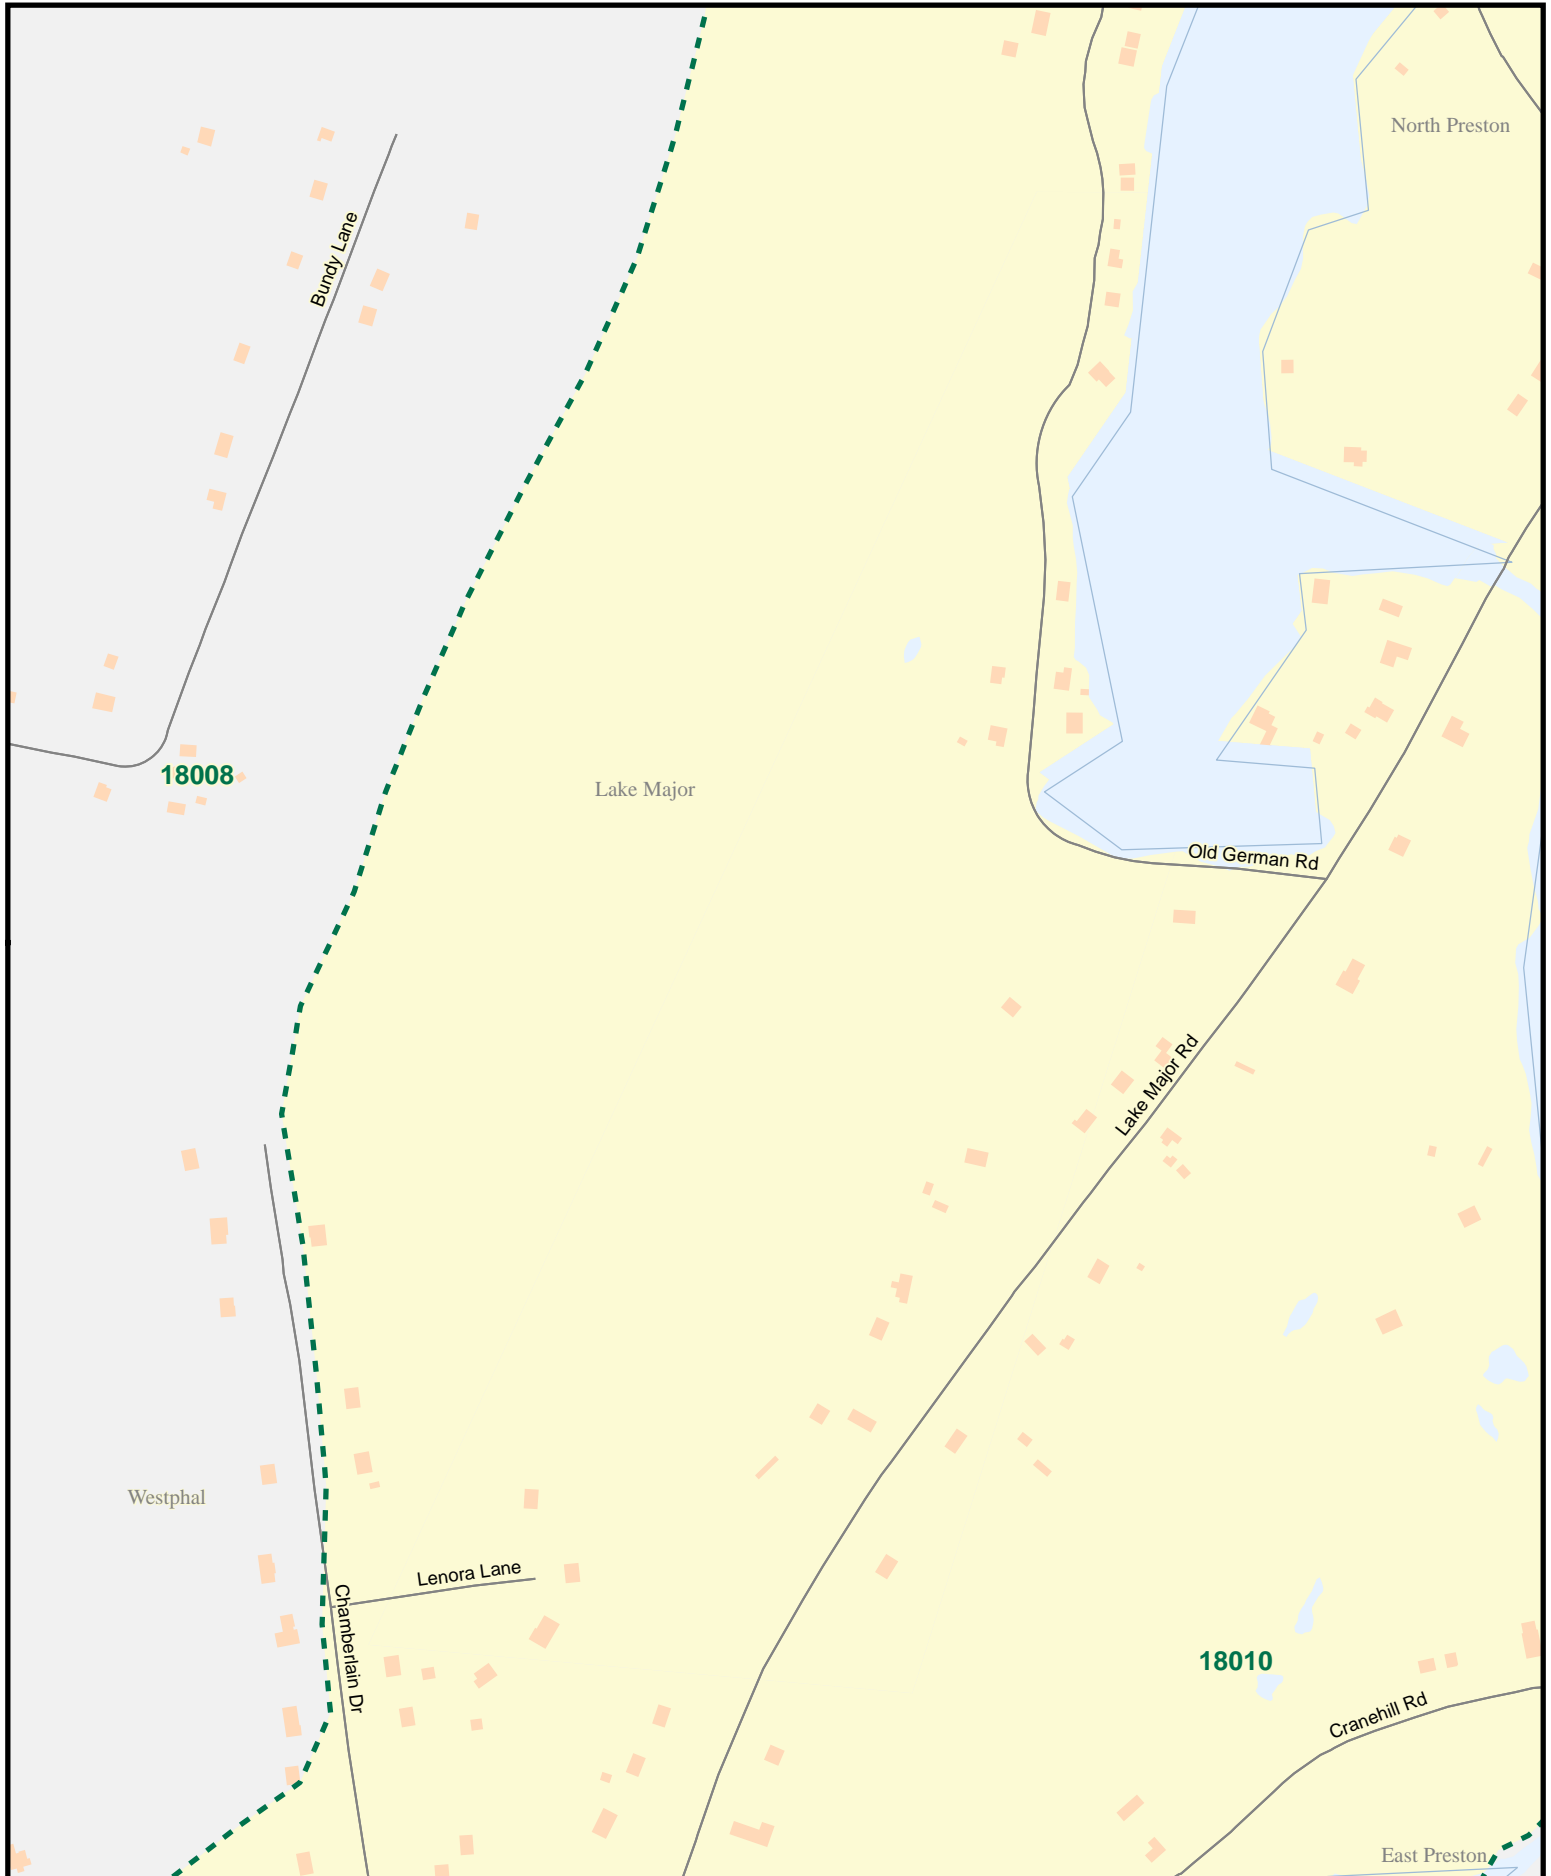 North Preston
Bundy Lane
18008
Lake Major
Old German Rd
Lake Major Rd
Westphal
Lenora Lane
Chamberlain Dr
18010
Cranehill Rd
East Preston